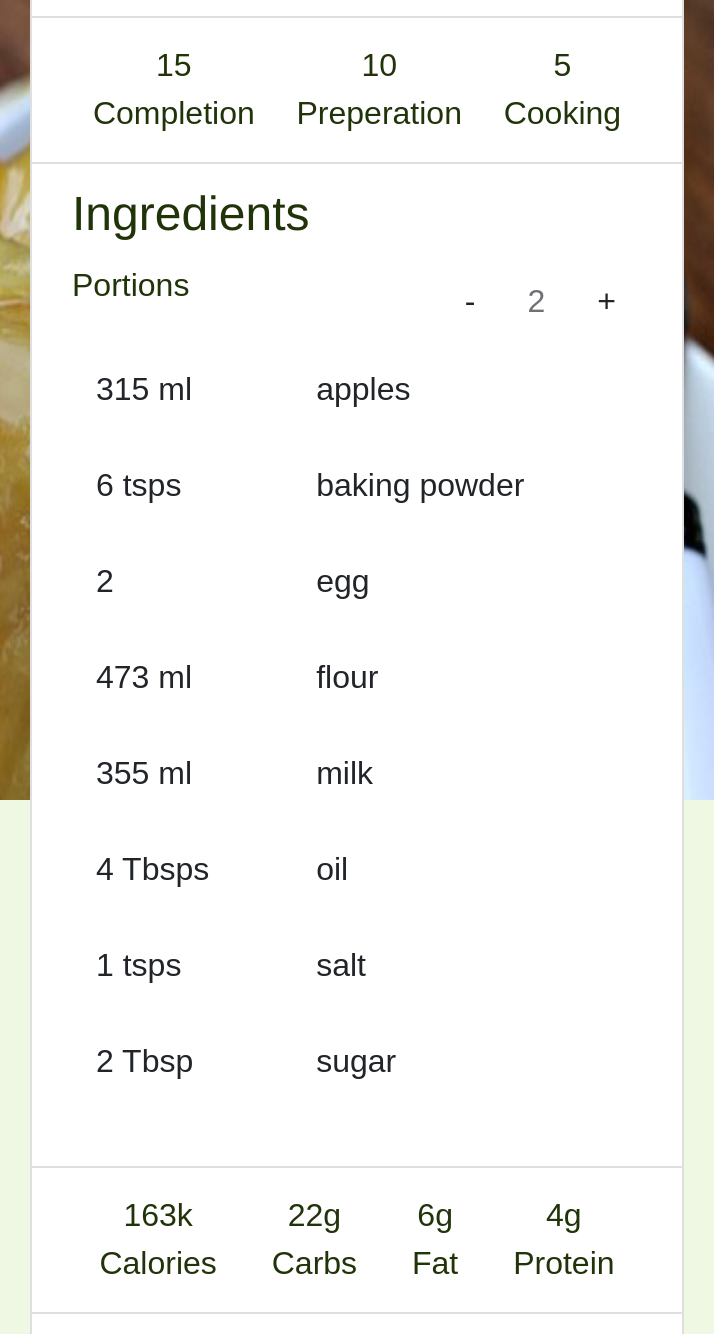 15 10 5
Completion Preperation Cooking
Ingredients
Portions
- 2 +
315 ml apples
6 tsps baking powder
2 egg
473 ml flour
355 ml milk
4 Tbsps oil
1 tsps salt
2 Tbsp sugar
163k 22g 6g 4g
Calories Carbs Fat Protein